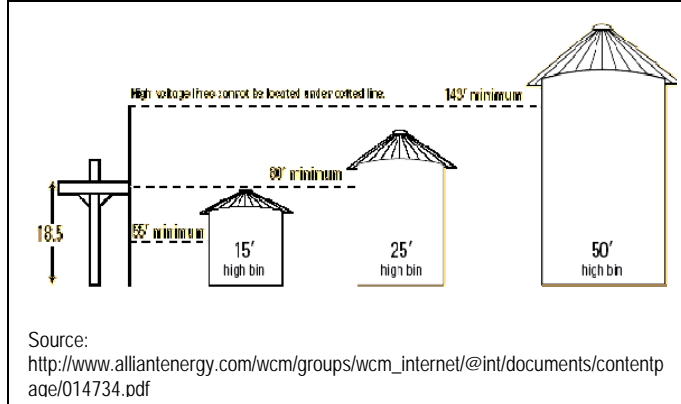 High voltage lines cannot be located under dotted line.
143' minimum
80' minimum
18.5
55' minimum
15'
high bin
25'
high bin
50'
high bin
Source:
http://www.alliantenergy.com/wcm/groups/wcm_internet/@int/documents/contentp
age/014734.pdf